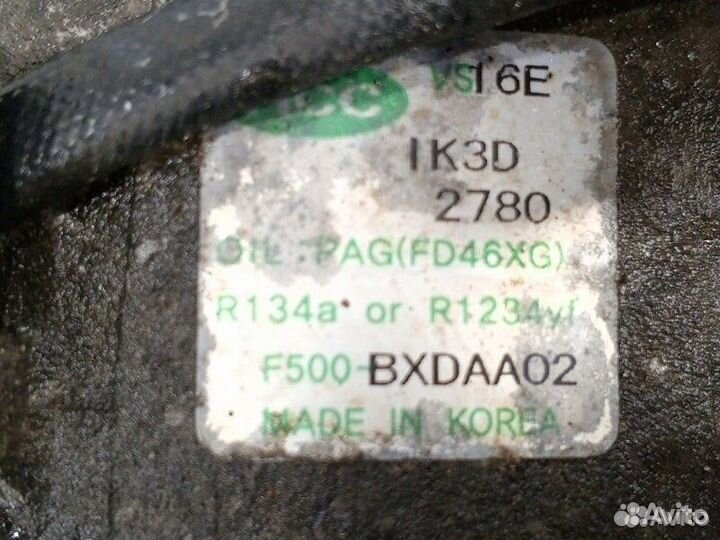 VS16E
1K3D
2780
OIL : PAG(FD46XG)
R134a or R1234yf
F500-BXDAA02
MADE IN KOREA
Avito